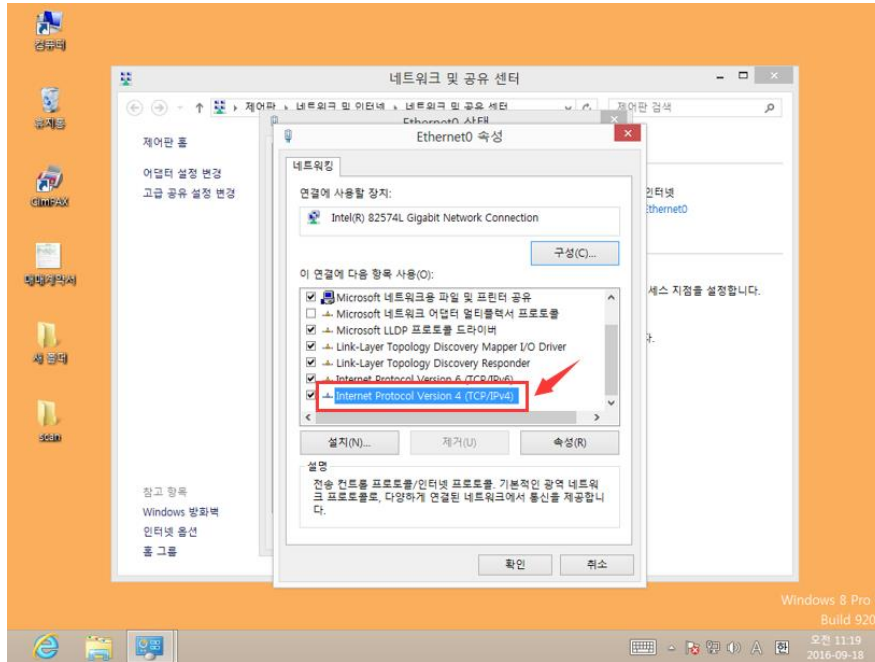 컴퓨터
휴지통
ClimFAX
매매계약서
새 폴더
scan
네트워크 및 공유 센터
제어판 ▸ 네트워크 및 인터넷 ▸ 네트워크 및 공유 센터
제어판 검색
제어판 홈
어댑터 설정 변경
고급 공유 설정 변경
Ethernet0 상태
Ethernet0 속성
네트워킹
연결에 사용할 장치:
Intel(R) 82574L Gigabit Network Connection
구성(C)...
이 연결에 다음 항목 사용(O):
Microsoft 네트워크용 파일 및 프린터 공유
Microsoft 네트워크 어댑터 멀티플렉서 프로토콜
Microsoft LLDP 프로토콜 드라이버
Link-Layer Topology Discovery Mapper I/O Driver
Link-Layer Topology Discovery Responder
Internet Protocol Version 6 (TCP/IPv6)
Internet Protocol Version 4 (TCP/IPv4)
설치(N)...
제거(U)
속성(R)
설명
전송 컨트롤 프로토콜/인터넷 프로토콜. 기본적인 광역 네트워
크 프로토콜로, 다양하게 연결된 네트워크에서 통신을 제공합니
다.
확인
취소
인터넷
Ethernet0
세스 지점을 설정합니다.
다.
참고 항목
Windows 방화벽
인터넷 옵션
홈 그룹
Windows 8 Pro
Build 920
A
한
오전 11:19
2016-09-18